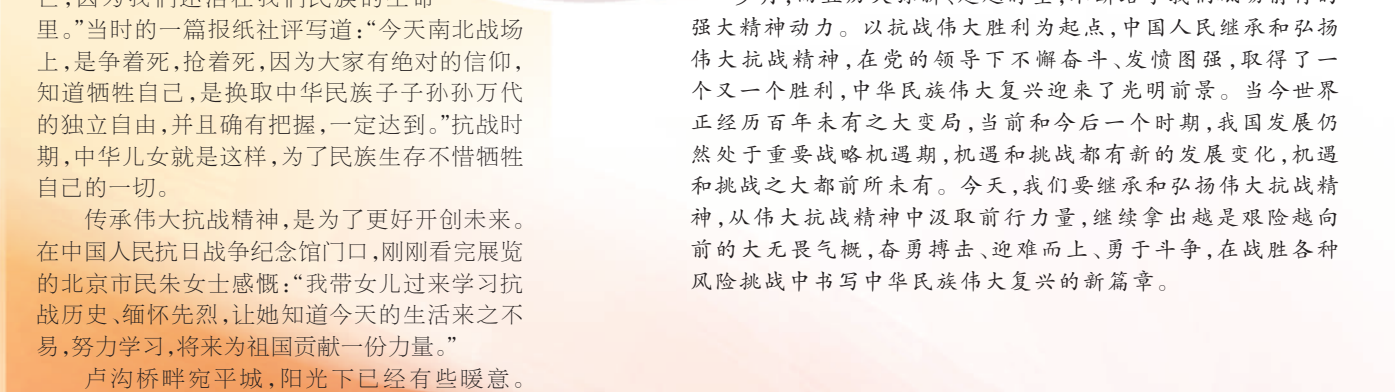 里。”当时的一篇报纸社评写道：“今天南北战场
上，是争着死，抢着死，因为大家有绝对的信仰，
知道牺牲自己，是换取中华民族子子孙孙万代
的独立自由，并且确有把握，一定达到。”抗战时
期，中华儿女就是这样，为了民族生存不惜牺牲
自己的一切。
传承伟大抗战精神，是为了更好开创未来。
在中国人民抗日战争纪念馆门口，刚刚看完展览
的北京市民朱女士感慨：“我带女儿过来学习抗
战历史、缅怀先烈，让她知道今天的生活来之不
易，努力学习，将来为祖国贡献一份力量。”
卢沟桥畔宛平城，阳光下已经有些暖意。
强大精神动力。以抗战伟大胜利为起点，中国人民继承和弘扬
伟大抗战精神，在党的领导下不懈奋斗、发愤图强，取得了一
个又一个胜利，中华民族伟大复兴迎来了光明前景。当今世界
正经历百年未有之大变局，当前和今后一个时期，我国发展仍
然处于重要战略机遇期，机遇和挑战都有新的发展变化，机遇
和挑战之大都前所未有。今天，我们要继承和弘扬伟大抗战精
神，从伟大抗战精神中汲取前行力量，继续拿出越是艰险越向
前的大无畏气概，奋勇搏击、迎难而上、勇于斗争，在战胜各种
风险挑战中书写中华民族伟大复兴的新篇章。